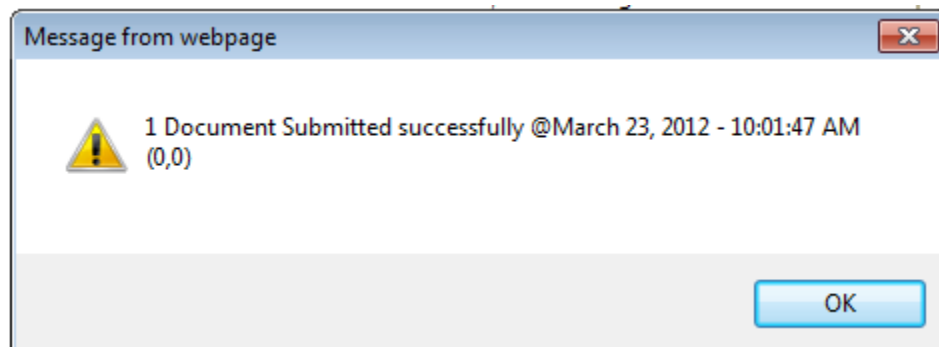 Message from webpage
1 Document Submitted successfully @March 23, 2012 - 10:01:47 AM
(0,0)
OK